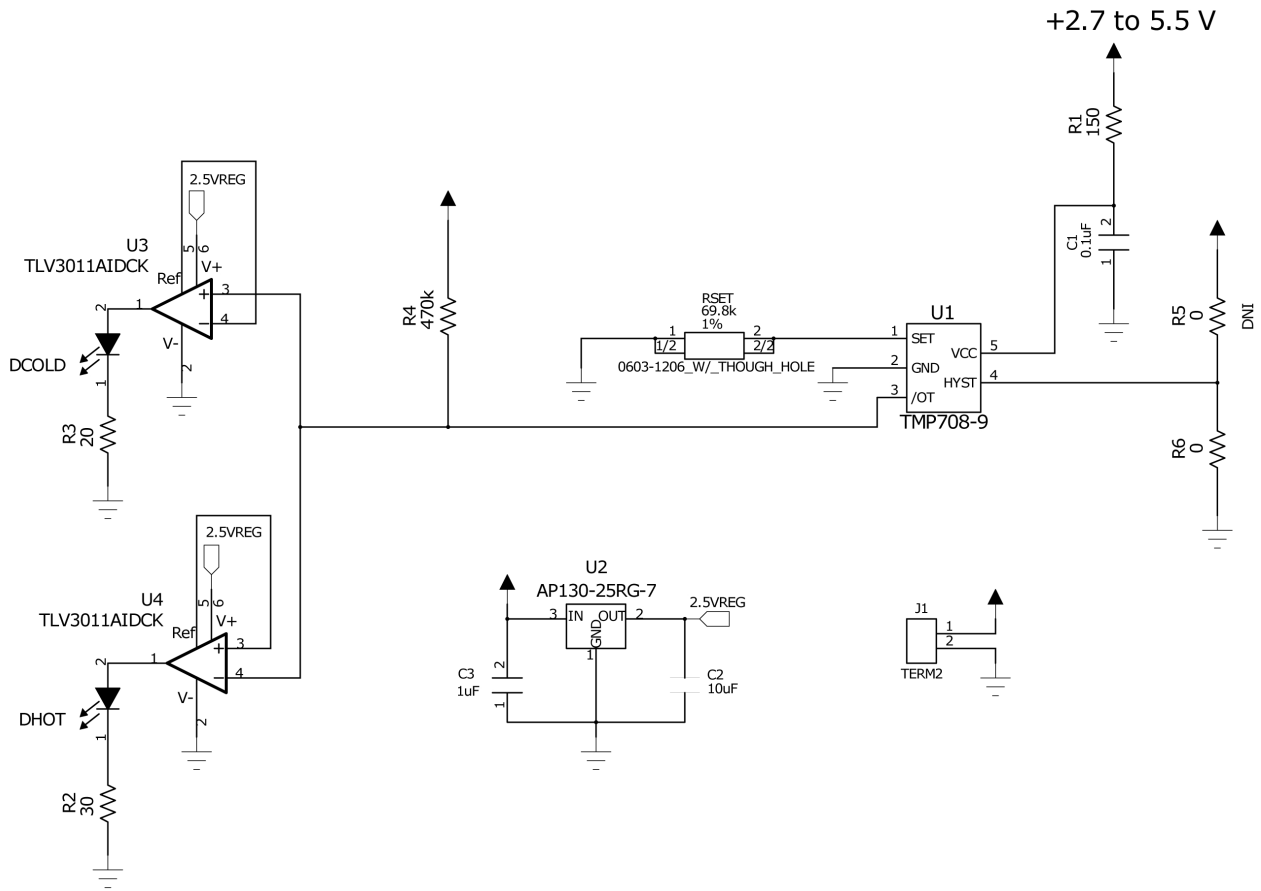 +2.7 to 5.5 V
R1
150
2
C1
0.1uF
1
2.5VREG
U3
TLV3011AIDCK
5
6
V+
Ref
3
+
1
2
4
−
V-
2
DCOLD
1
R3
20
R4
470k
RSET
69.8k
1%
1
2
1/2
2/2
0603-1206_W/_THOUGH_HOLE
U1
1
SET
VCC
5
2
GND
HYST
4
3
/OT
TMP708-9
R5
0
DNI
R6
0
2.5VREG
U4
TLV3011AIDCK
5
6
V+
Ref
3
+
1
2
4
−
V-
2
DHOT
1
R2
30
U2
AP130-25RG-7
3
IN
OUT
2
GND
1
2.5VREG
C3
1uF
2
1
C2
10uF
J1
1
2
TERM2